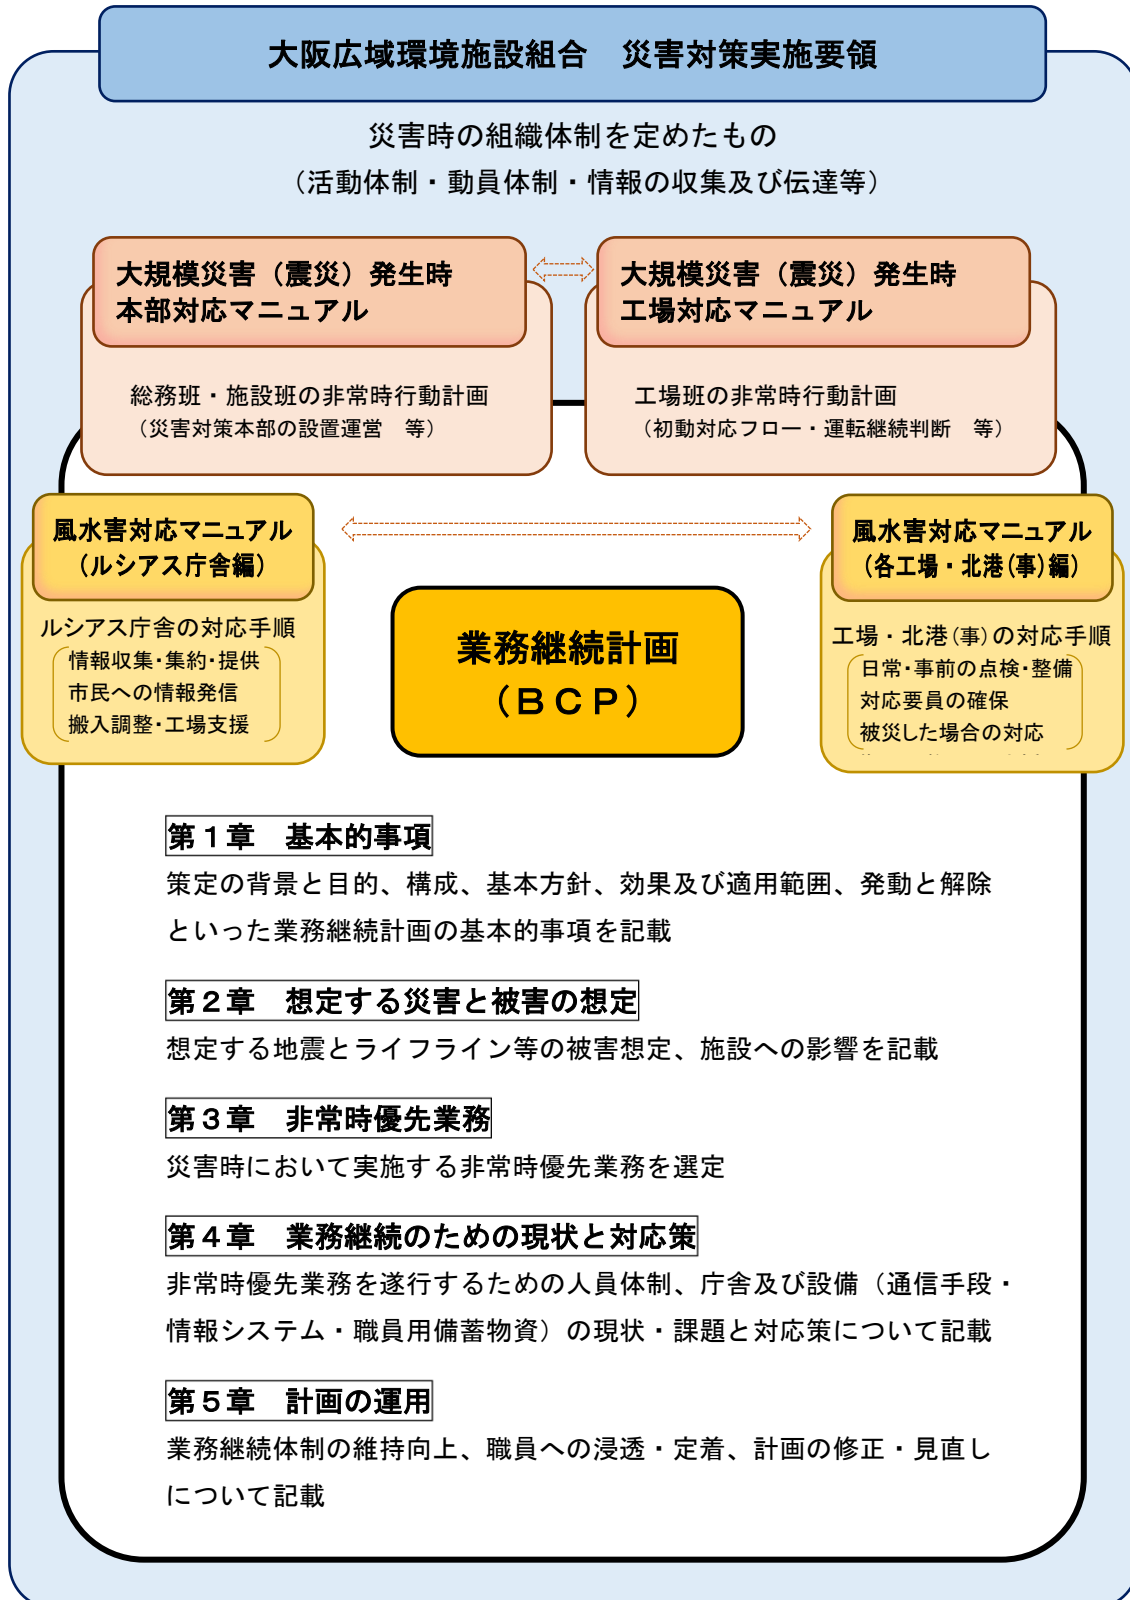 大阪広域環境施設組合　災害対策実施要領
災害時の組織体制を定めたもの
（活動体制・動員体制・情報の収集及び伝達等）
大規模災害（震災）発生時
本部対応マニュアル
総務班・施設班の非常時行動計画
（災害対策本部の設置運営　等）
大規模災害（震災）発生時
工場対応マニュアル
工場班の非常時行動計画
（初動対応フロー・運転継続判断　等）
風水害対応マニュアル
（ルシアス庁舎編）
ルシアス庁舎の対応手順
情報収集・集約・提供
市民への情報発信
搬入調整・工場支援
風水害対応マニュアル
（各工場・北港(事)編）
工場・北港(事)の対応手順
日常・事前の点検・整備
対応要員の確保
被災した場合の対応
業務継続計画
（ＢＣＰ）
第１章　基本的事項
策定の背景と目的、構成、基本方針、効果及び適用範囲、発動と解除
といった業務継続計画の基本的事項を記載
第２章　想定する災害と被害の想定
想定する地震とライフライン等の被害想定、施設への影響を記載
第３章　非常時優先業務
災害時において実施する非常時優先業務を選定
第４章　業務継続のための現状と対応策
非常時優先業務を遂行するための人員体制、庁舎及び設備（通信手段・
情報システム・職員用備蓄物資）の現状・課題と対応策について記載
第５章　計画の運用
業務継続体制の維持向上、職員への浸透・定着、計画の修正・見直し
について記載